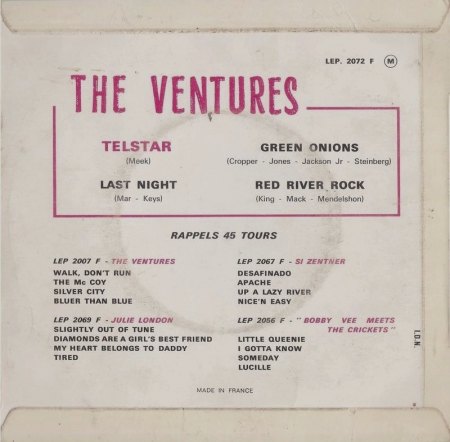 LEP. 2072 F M
THE VENTURES
TELSTAR
(Meek)
GREEN ONIONS
(Cropper - Jones - Jackson Jr - Steinberg)
LAST NIGHT
(Mar - Keys)
RED RIVER ROCK
(King - Mack - Mendelshon)
RAPPELS 45 TOURS
LEP 2007 F - THE VENTURES
WALK, DON'T RUN
THE Mc COY
SILVER CITY
BLUER THAN BLUE
LEP 2067 F - SI ZENTNER
DESAFINADO
APACHE
UP A LAZY RIVER
NICE'N EASY
LEP 2069 F - JULIE LONDON
SLIGHTLY OUT OF TUNE
DIAMONDS ARE A GIRL'S BEST FRIEND
MY HEART BELONGS TO DADDY
TIRED
LEP 2056 F - " BOBBY VEE MEETS
THE CRICKETS "
LITTLE QUEENIE
I GOTTA KNOW
SOMEDAY
LUCILLE
I.G.N.
MADE IN FRANCE